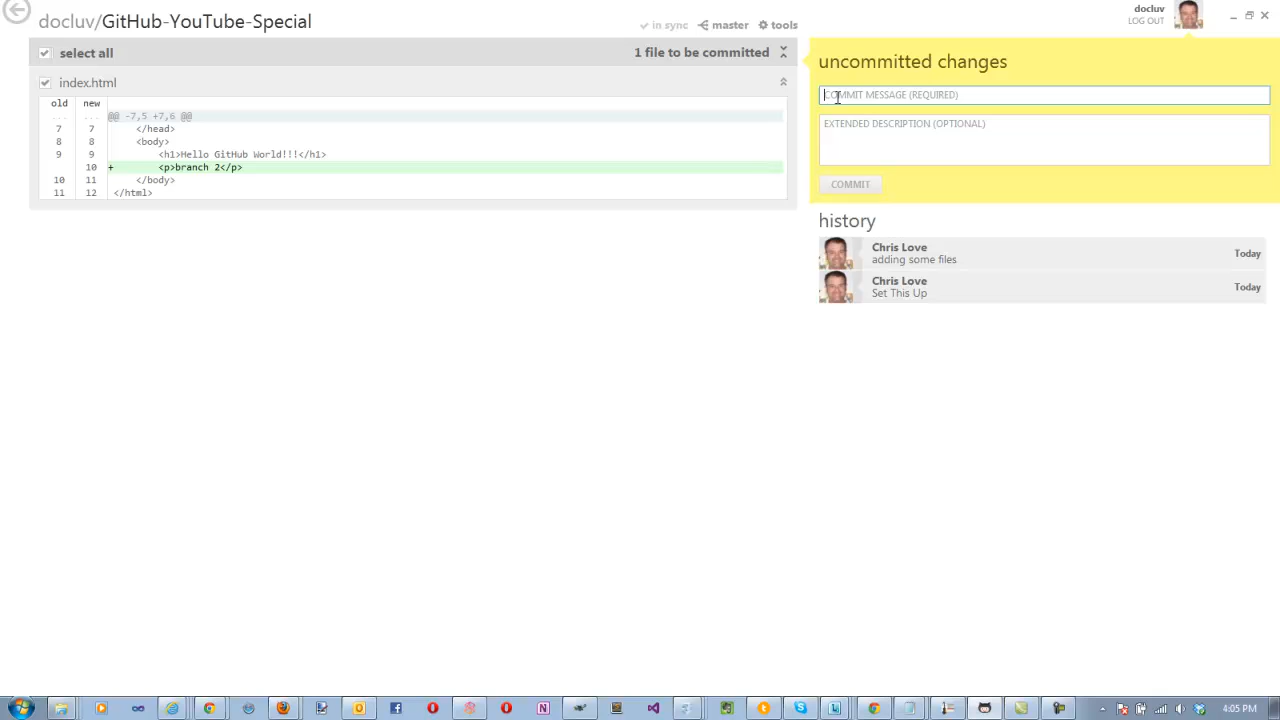 docluv/GitHub-YouTube-Special
in sync master tools
docluv
LOG OUT
select all 1 file to be committed
index.html
old new
... ... @@ -7,5 +7,6 @@
7 7 </head>
8 8 <body>
9 9 <h1>Hello GitHub World!!!</h1>
10 + <p>branch 2</p>
10 11 </body>
11 12 </html>
uncommitted changes
COMMIT MESSAGE (REQUIRED)
EXTENDED DESCRIPTION (OPTIONAL)
COMMIT
history
Chris Love
adding some files
Today
Chris Love
Set This Up
Today
4:05 PM